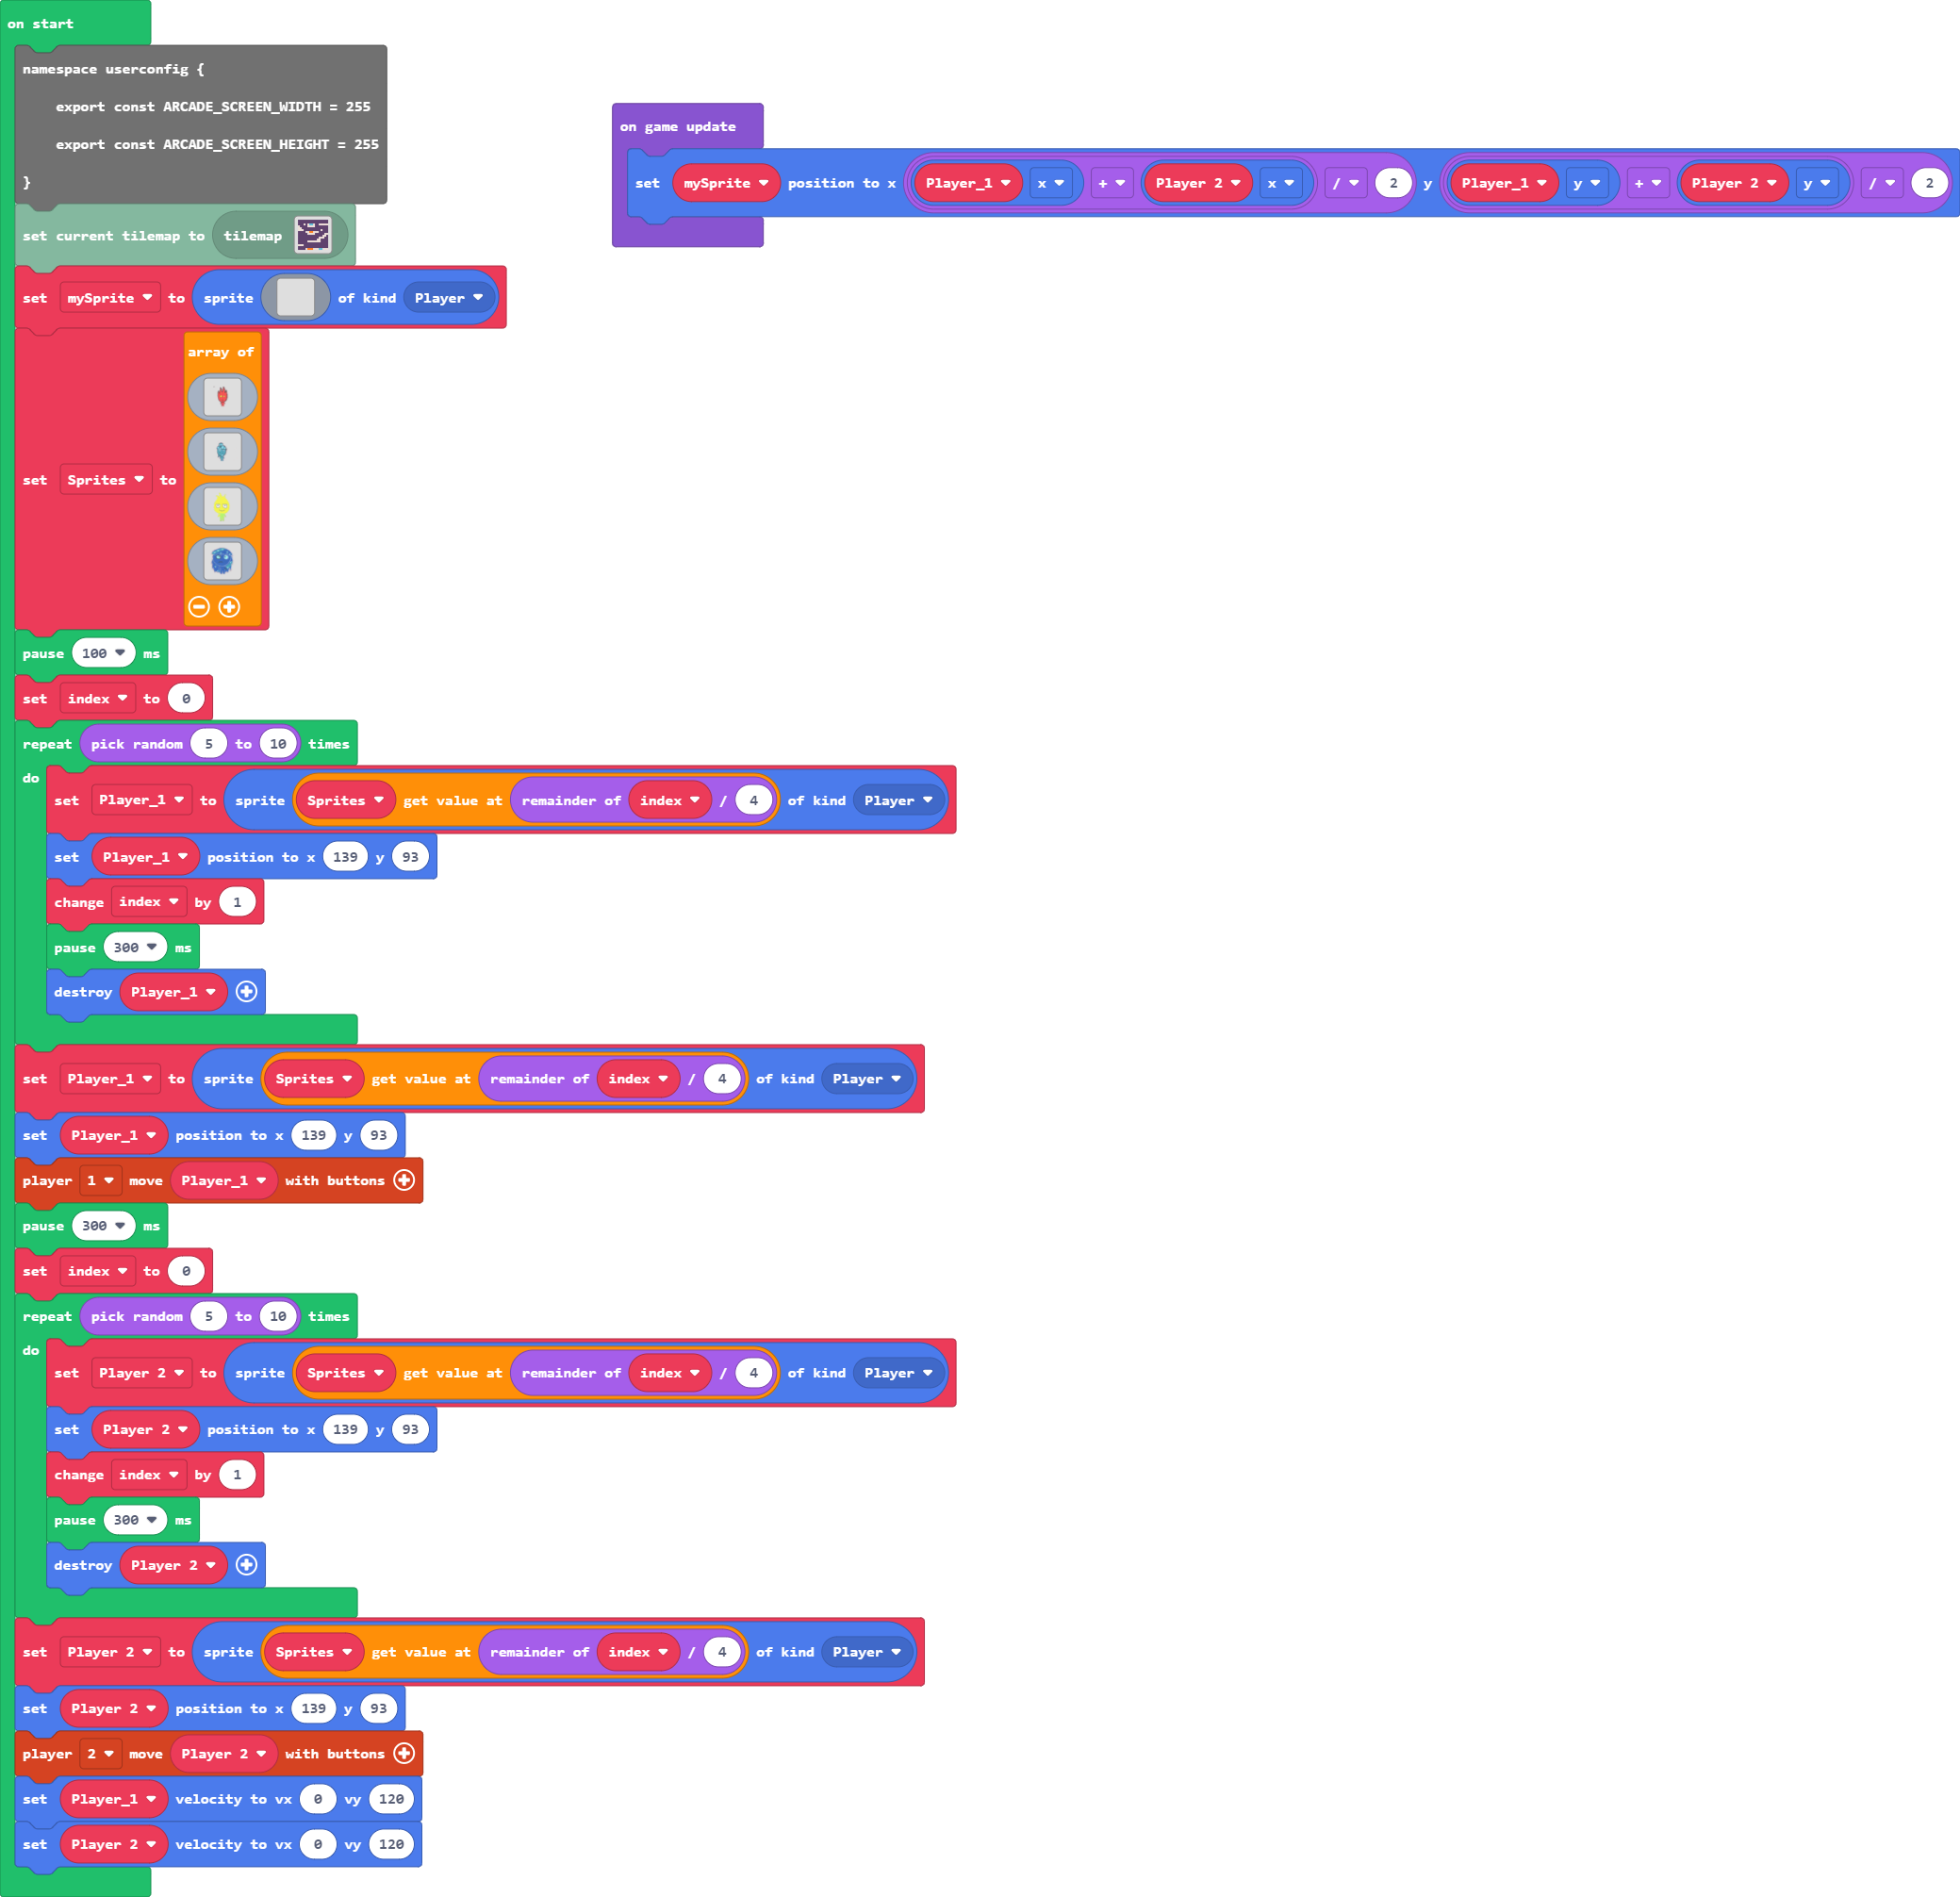 on start
namespace userconfig {
export const ARCADE_SCREEN_WIDTH = 255
export const ARCADE_SCREEN_HEIGHT = 255
}
set current tilemap to tilemap
set mySprite to sprite of kind Player
set Sprites to array of
pause 100 ms
set index to 0
repeat pick random 5 to 10 times
do
set Player_1 to sprite Sprites get value at remainder of index / 4 of kind Player
set Player_1 position to x 139 y 93
change index by 1
pause 300 ms
destroy Player_1
set Player_1 to sprite Sprites get value at remainder of index / 4 of kind Player
set Player_1 position to x 139 y 93
player 1 move Player_1 with buttons
pause 300 ms
set index to 0
repeat pick random 5 to 10 times
do
set Player 2 to sprite Sprites get value at remainder of index / 4 of kind Player
set Player 2 position to x 139 y 93
change index by 1
pause 300 ms
destroy Player 2
set Player 2 to sprite Sprites get value at remainder of index / 4 of kind Player
set Player 2 position to x 139 y 93
player 2 move Player 2 with buttons
set Player_1 velocity to vx 0 vy 120
set Player 2 velocity to vx 0 vy 120
on game update
set mySprite position to x Player_1 x + Player 2 x / 2 y Player_1 y + Player 2 y / 2